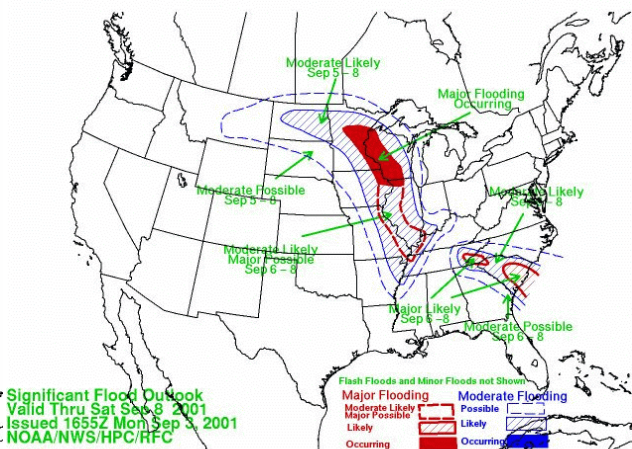 Moderate Likely
Sep 5 - 8
Major Flooding
Occurring
Moderate Possible
Sep 5 - 8
Moderate Likely
Moderate Likely
Major Possible
Sep 6 - 8
Major Likely
Sep 6 - 8
Moderate Possible
Sep 6 - 8
Significant Flood Outlook
Valid Thru Sat Sep 8 2001
Issued 1655Z Mon Sep 3, 2001
NOAA/NWS/HPC/RFC
Flash Floods and Minor Floods not Shown
Major Flooding
Moderate Likely
Major Possible
Likely
Occurring
Moderate Flooding
Possible
Likely
Occurring